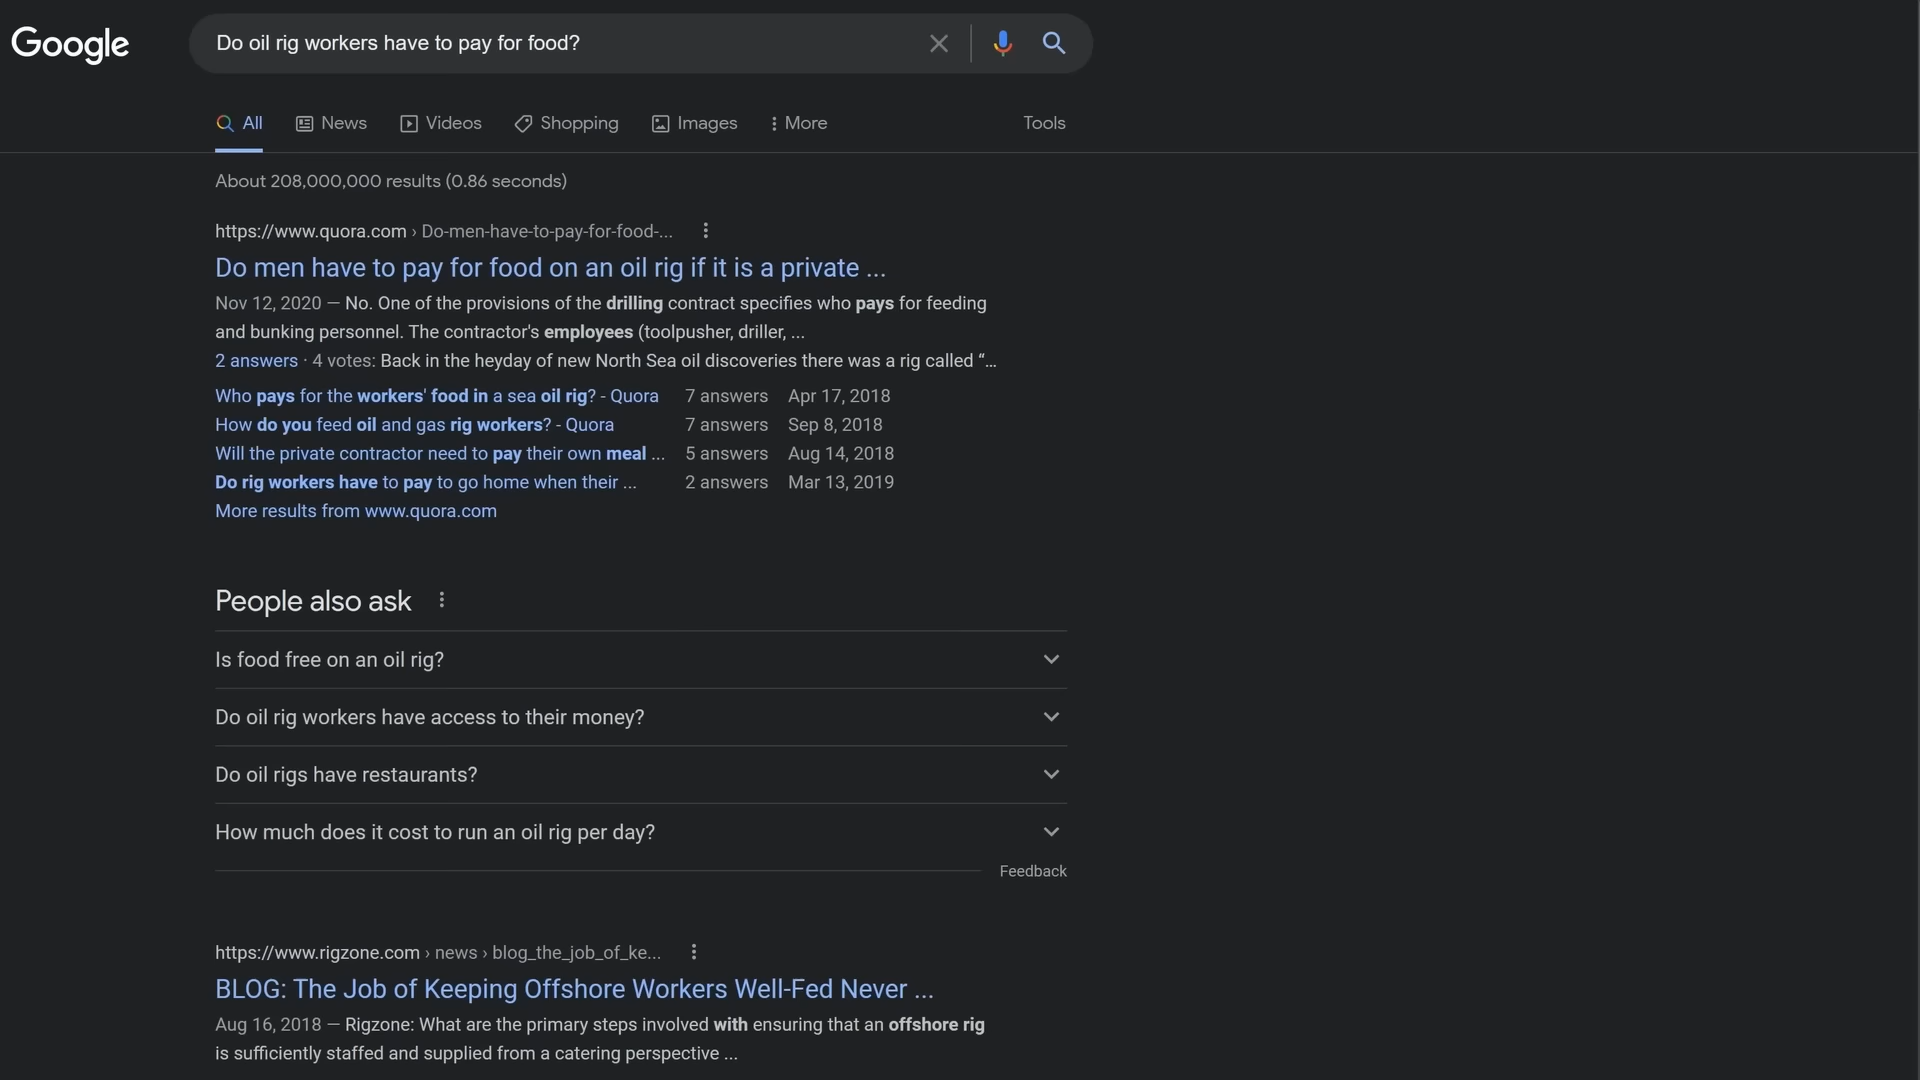 Google
Do oil rig workers have to pay for food?
All News Videos Shopping Images More Tools
About 208,000,000 results (0.86 seconds)
https://www.quora.com › Do-men-have-to-pay-for-food-...
Do men have to pay for food on an oil rig if it is a private ...
Nov 12, 2020 — No. One of the provisions of the drilling contract specifies who pays for feeding
and bunking personnel. The contractor's employees (toolpusher, driller, ...
2 answers · 4 votes: Back in the heyday of new North Sea oil discoveries there was a rig called “...
Who pays for the workers' food in a sea oil rig? - Quora 7 answers Apr 17, 2018
How do you feed oil and gas rig workers? - Quora 7 answers Sep 8, 2018
Will the private contractor need to pay their own meal ... 5 answers Aug 14, 2018
Do rig workers have to pay to go home when their ... 2 answers Mar 13, 2019
More results from www.quora.com
People also ask
Is food free on an oil rig?
Do oil rig workers have access to their money?
Do oil rigs have restaurants?
How much does it cost to run an oil rig per day?
Feedback
https://www.rigzone.com › news › blog_the_job_of_ke...
BLOG: The Job of Keeping Offshore Workers Well-Fed Never ...
Aug 16, 2018 — Rigzone: What are the primary steps involved with ensuring that an offshore rig
is sufficiently staffed and supplied from a catering perspective ...